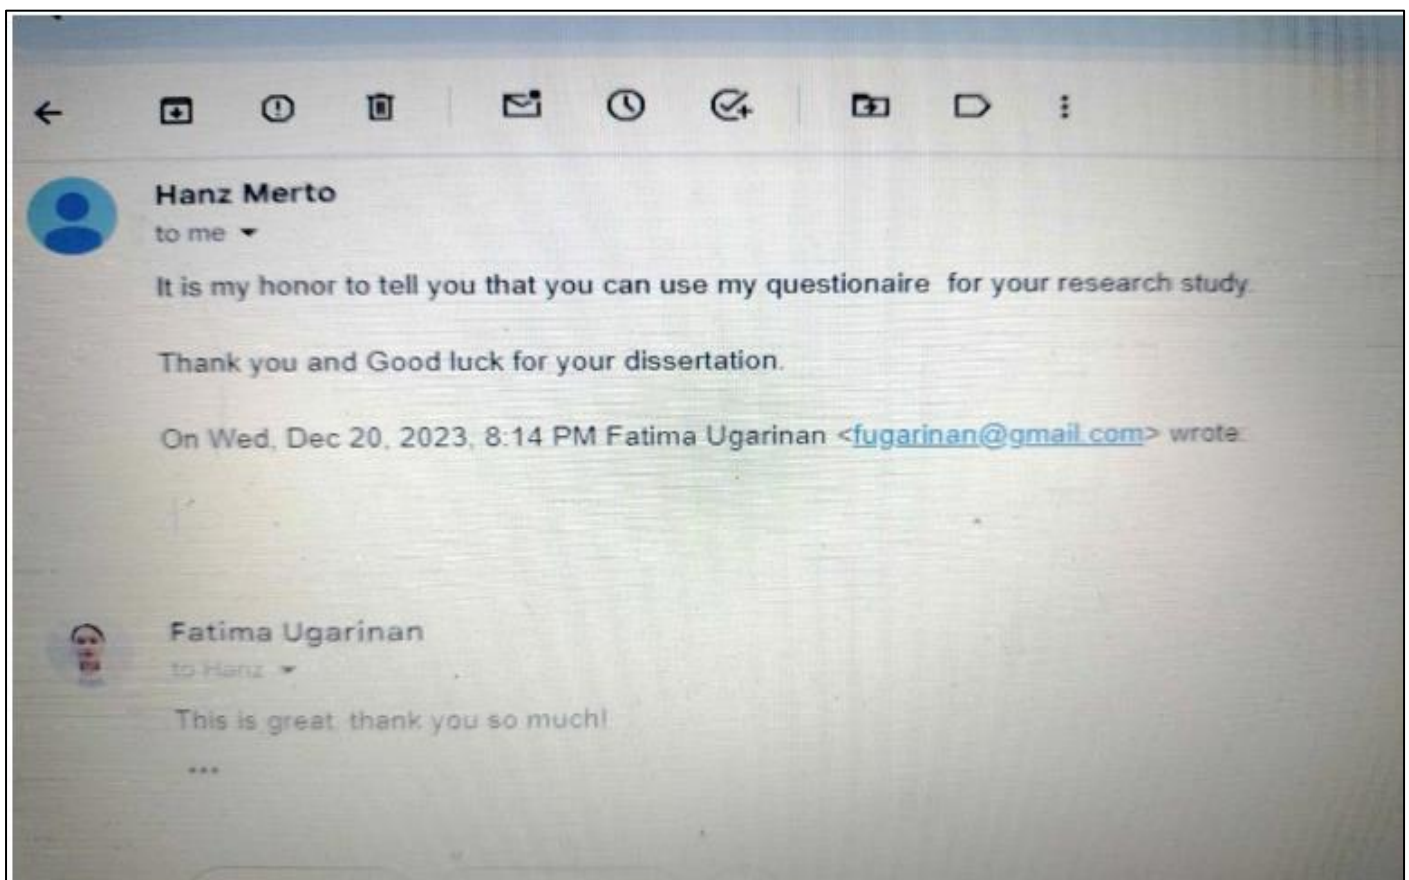 Hanz Merto
to me
It is my honor to tell you that you can use my questionaire for your research study.
Thank you and Good luck for your dissertation.
On Wed, Dec 20, 2023, 8:14 PM Fatima Ugarinan <fugarinan@gmail.com> wrote:
Fatima Ugarinan
to Hanz
This is great, thank you so much!
...